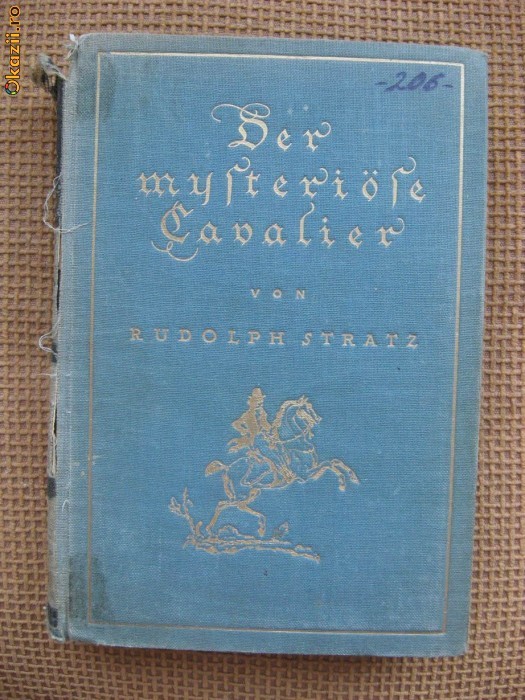 Okazii.ro
-206-
Der
myſteriöſe
Cavalier
VON
RUDOLPH STRATZ